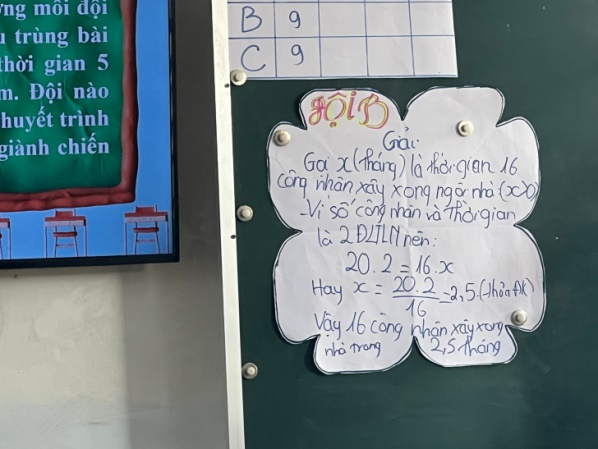 ng mỗi đội
u trùng bài
thời gian 5
m. Đội nào
huyết trình
giành chiến
B 9
C 9
ĐỘI B
Giải:
Gọi x (tháng) là thời gian 16
công nhân xây xong ngôi nhà (x>0)
- Vì số công nhân và thời gian
là 2 ĐLTLN nên:
20.2 = 16.x
Hay x = 20.2/16 = 2,5. (thỏa đk)
Vậy 16 công nhân xây xong
nhà trong 2,5 tháng